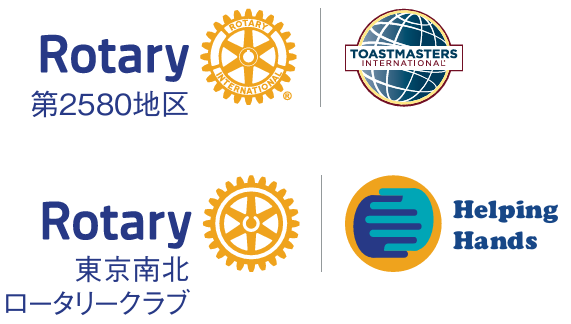 Rotary
第2580地区
ROTARY
INTERNATIONAL
®
TOASTMASTERS
INTERNATIONAL®
Rotary
東京南北
ロータリークラブ
Helping
Hands